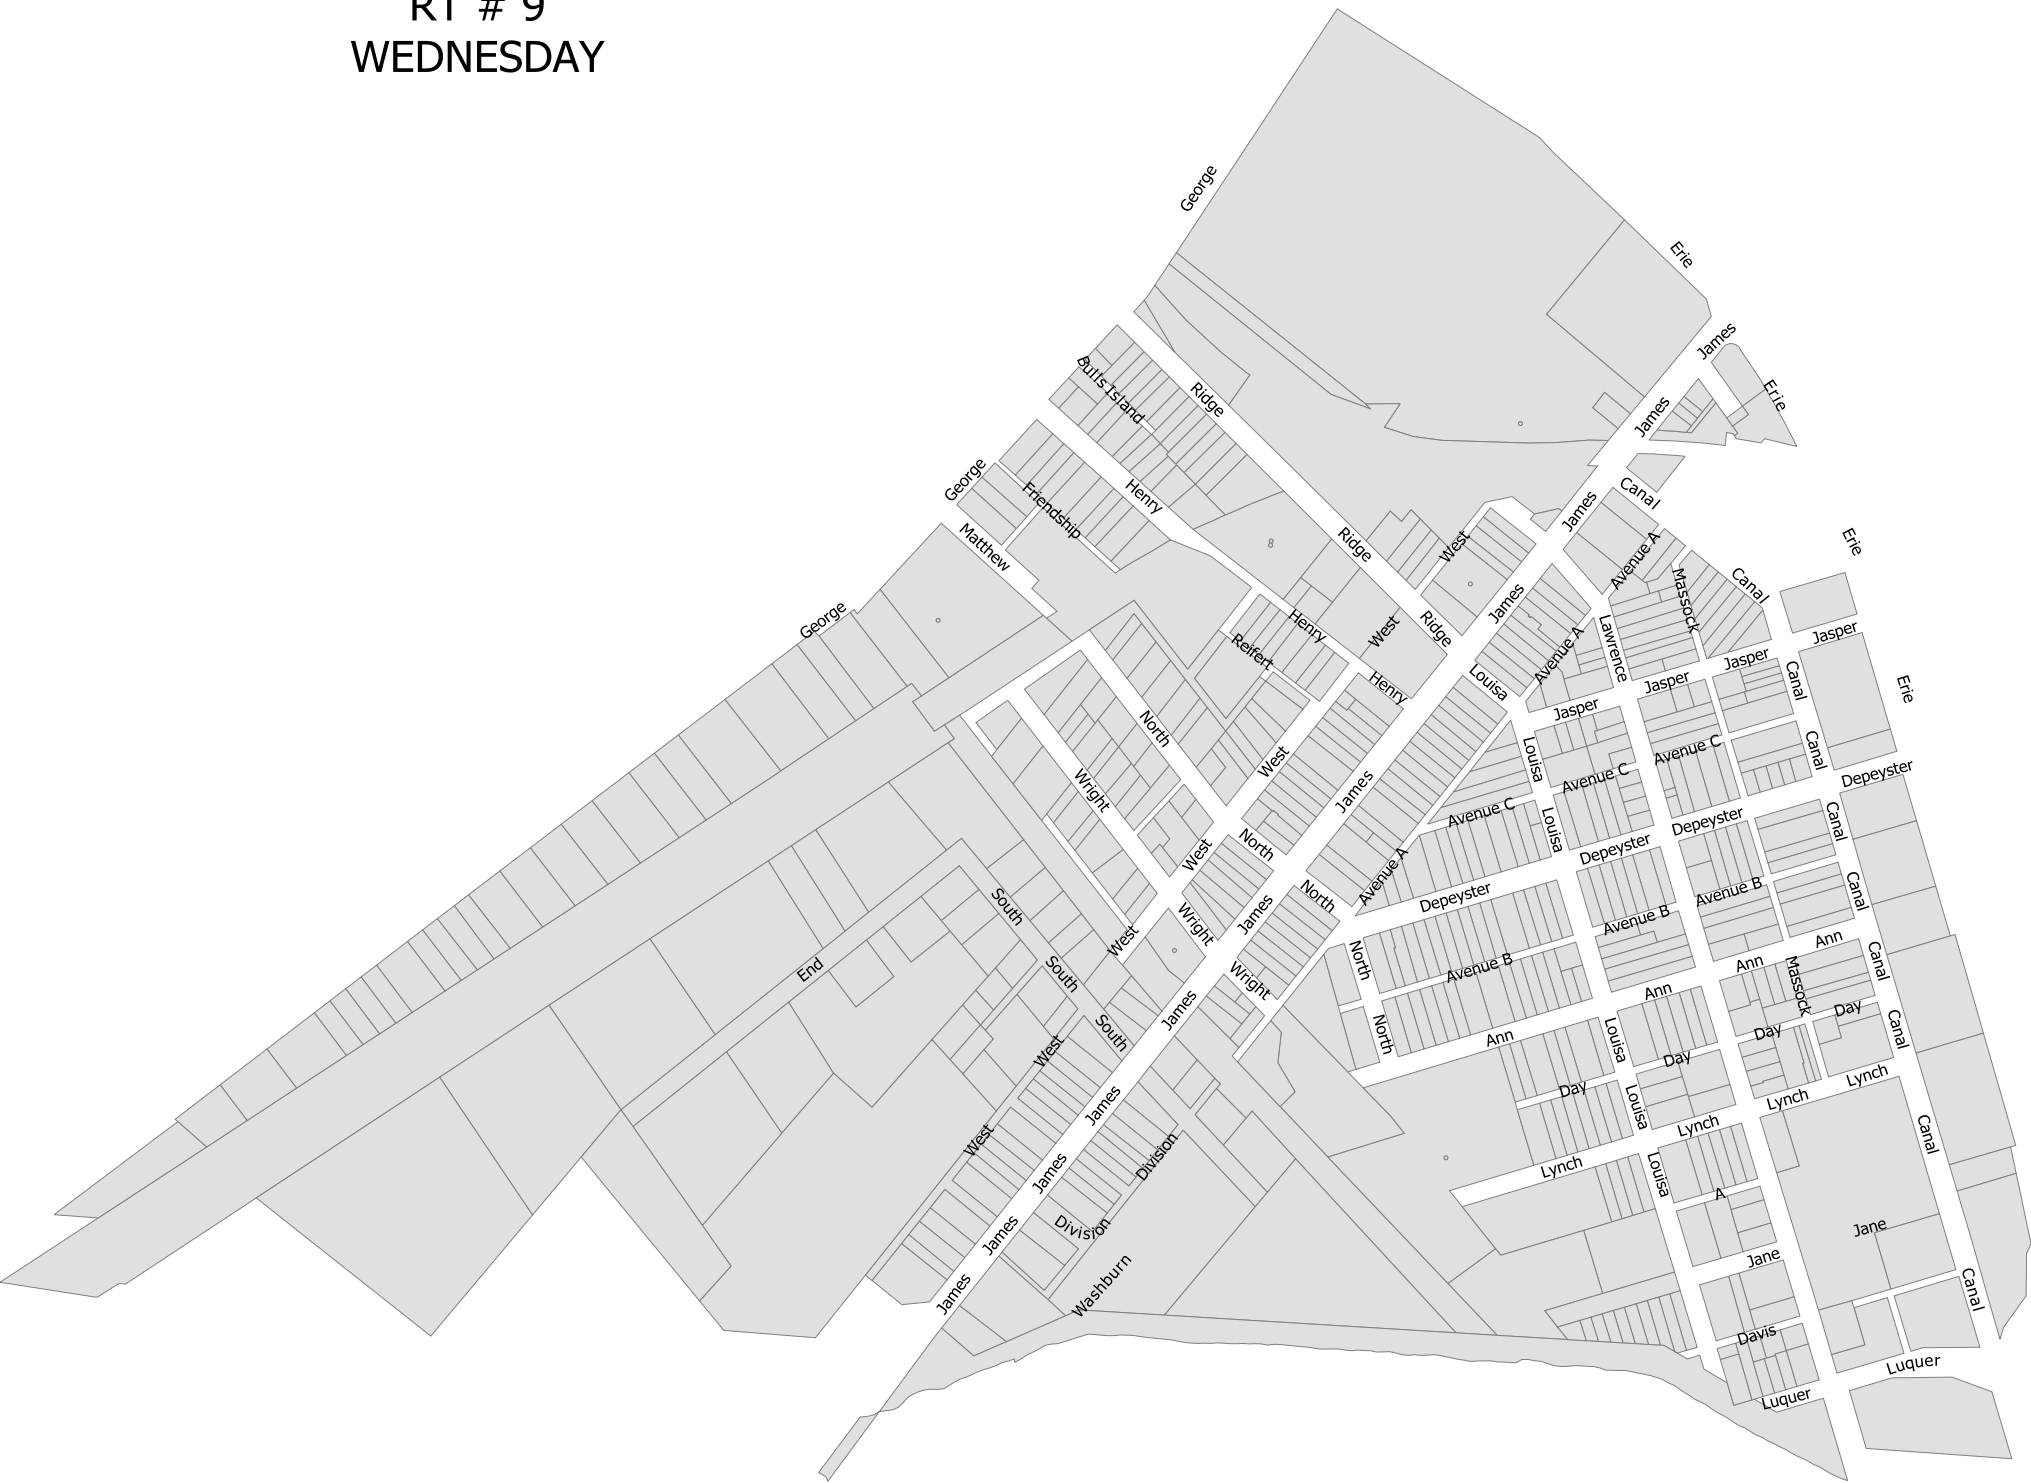 RT # 9
WEDNESDAY
George
Erie
James
Erie
Bulls Island
Ridge
James
George
Henry
Friendship
Canal
James
Matthew
Ridge
West
Avenue A
Erie
Massock
Canal
George
James
Henry
West
Ridge
Lawrence
Jasper
Reifert
Avenue A
Jasper
Henry
Louisa
Jasper
Canal
Erie
Jasper
North
West
Louisa
Avenue C
Canal
Wright
James
Avenue C
Depeyster
Avenue C
Louisa
Depeyster
Canal
North
West
Depeyster
Avenue A
North
Depeyster
Avenue B
Canal
South
James
Wright
Avenue B
West
Ann
North
Canal
End
South
Avenue B
Ann
Wright
Massock
Ann
James
Day
South
North
Ann
Louisa
Day
Canal
West
Day
Lynch
Day
Louisa
Lynch
James
Lynch
Canal
West
Division
Lynch
James
Louisa
A
Division
James
Jane
Jane
Washburn
James
Canal
Davis
Luquer
Luquer